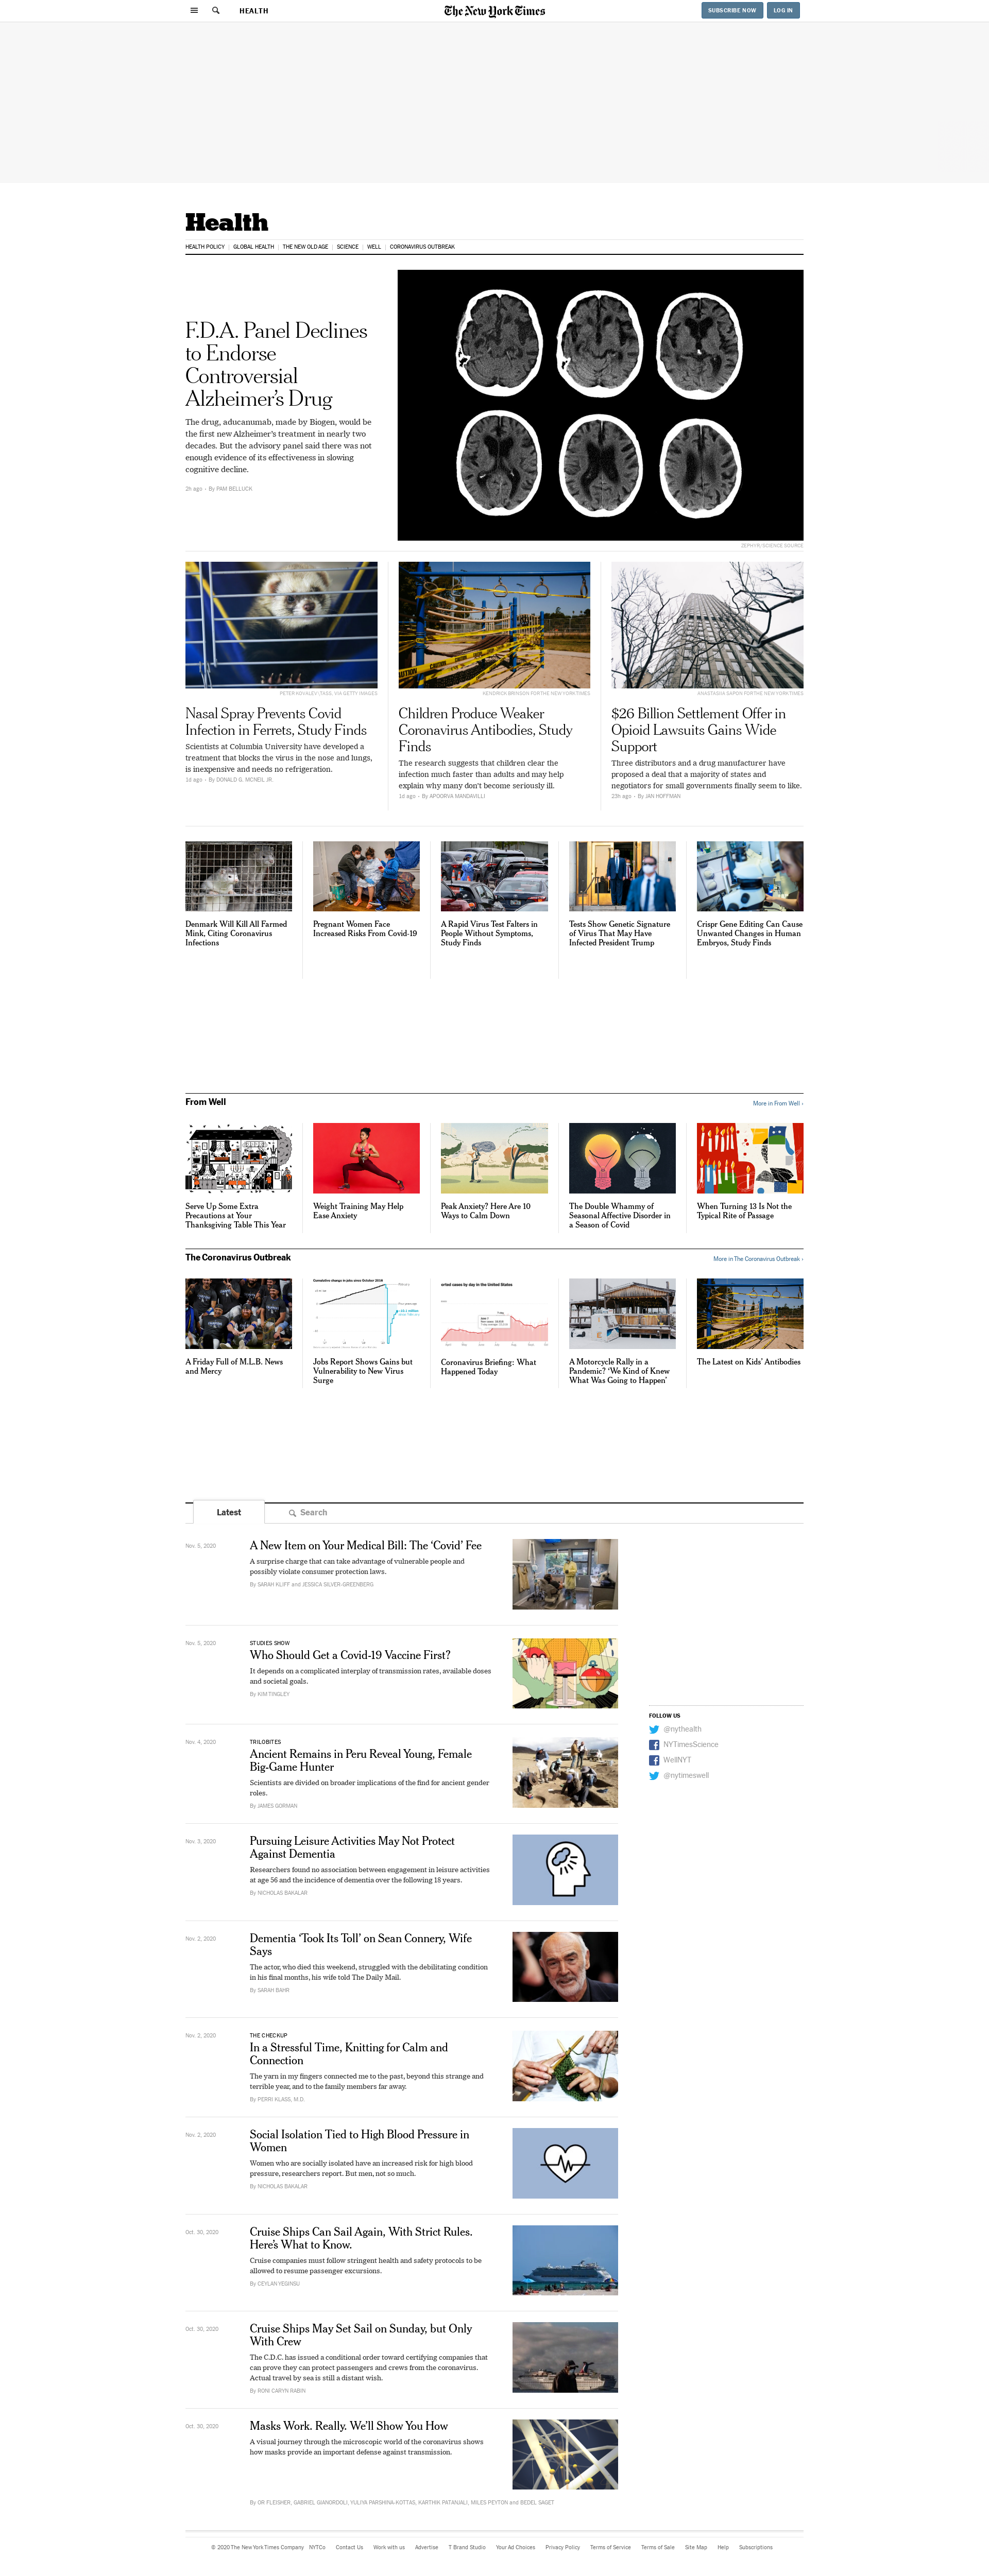 HEALTH
The New York Times
SUBSCRIBE NOW
LOG IN
Health
HEALTH POLICY
GLOBAL HEALTH
THE NEW OLD AGE
SCIENCE
WELL
CORONAVIRUS OUTBREAK
F.D.A. Panel Declines
to Endorse
Controversial
Alzheimer’s Drug
The drug, aducanumab, made by Biogen, would be
the first new Alzheimer’s treatment in nearly two
decades. But the advisory panel said there was not
enough evidence of its effectiveness in slowing
cognitive decline.
2h ago • By PAM BELLUCK
ZEPHYR/SCIENCE SOURCE
PETER KOVALEV\TASS, VIA GETTY IMAGES
Nasal Spray Prevents Covid
Infection in Ferrets, Study Finds
Scientists at Columbia University have developed a
treatment that blocks the virus in the nose and lungs,
is inexpensive and needs no refrigeration.
1d ago • By DONALD G. MCNEIL JR.
KENDRICK BRINSON FOR THE NEW YORK TIMES
Children Produce Weaker
Coronavirus Antibodies, Study
Finds
The research suggests that children clear the
infection much faster than adults and may help
explain why many don’t become seriously ill.
1d ago • By APOORVA MANDAVILLI
ANASTASIIA SAPON FOR THE NEW YORK TIMES
$26 Billion Settlement Offer in
Opioid Lawsuits Gains Wide
Support
Three distributors and a drug manufacturer have
proposed a deal that a majority of states and
negotiators for small governments finally seem to like.
23h ago • By JAN HOFFMAN
Denmark Will Kill All Farmed
Mink, Citing Coronavirus
Infections
Pregnant Women Face
Increased Risks From Covid-19
A Rapid Virus Test Falters in
People Without Symptoms,
Study Finds
Tests Show Genetic Signature
of Virus That May Have
Infected President Trump
Crispr Gene Editing Can Cause
Unwanted Changes in Human
Embryos, Study Finds
From Well
More in From Well ›
Serve Up Some Extra
Precautions at Your
Thanksgiving Table This Year
Weight Training May Help
Ease Anxiety
Peak Anxiety? Here Are 10
Ways to Calm Down
The Double Whammy of
Seasonal Affective Disorder in
a Season of Covid
When Turning 13 Is Not the
Typical Rite of Passage
The Coronavirus Outbreak
More in The Coronavirus Outbreak ›
A Friday Full of M.L.B. News
and Mercy
Cumulative change in jobs since October 2016
Jobs Report Shows Gains but
Vulnerability to New Virus
Surge
orted cases by day in the United States
Coronavirus Briefing: What
Happened Today
A Motorcycle Rally in a
Pandemic? ‘We Kind of Knew
What Was Going to Happen’
The Latest on Kids’ Antibodies
Latest
Search
Nov. 5, 2020
A New Item on Your Medical Bill: The ‘Covid’ Fee
A surprise charge that can take advantage of vulnerable people and
possibly violate consumer protection laws.
By SARAH KLIFF and JESSICA SILVER-GREENBERG
Nov. 5, 2020
STUDIES SHOW
Who Should Get a Covid-19 Vaccine First?
It depends on a complicated interplay of transmission rates, available doses
and societal goals.
By KIM TINGLEY
FOLLOW US
@nythealth
NYTimesScience
WellNYT
@nytimeswell
Nov. 4, 2020
TRILOBITES
Ancient Remains in Peru Reveal Young, Female
Big-Game Hunter
Scientists are divided on broader implications of the find for ancient gender
roles.
By JAMES GORMAN
Nov. 3, 2020
Pursuing Leisure Activities May Not Protect
Against Dementia
Researchers found no association between engagement in leisure activities
at age 56 and the incidence of dementia over the following 18 years.
By NICHOLAS BAKALAR
Nov. 2, 2020
Dementia ‘Took Its Toll’ on Sean Connery, Wife
Says
The actor, who died this weekend, struggled with the debilitating condition
in his final months, his wife told The Daily Mail.
By SARAH BAHR
Nov. 2, 2020
THE CHECKUP
In a Stressful Time, Knitting for Calm and
Connection
The yarn in my fingers connected me to the past, beyond this strange and
terrible year, and to the family members far away.
By PERRI KLASS, M.D.
Nov. 2, 2020
Social Isolation Tied to High Blood Pressure in
Women
Women who are socially isolated have an increased risk for high blood
pressure, researchers report. But men, not so much.
By NICHOLAS BAKALAR
Oct. 30, 2020
Cruise Ships Can Sail Again, With Strict Rules.
Here’s What to Know.
Cruise companies must follow stringent health and safety protocols to be
allowed to resume passenger excursions.
By CEYLAN YEGINSU
Oct. 30, 2020
Cruise Ships May Set Sail on Sunday, but Only
With Crew
The C.D.C. has issued a conditional order toward certifying companies that
can prove they can protect passengers and crews from the coronavirus.
Actual travel by sea is still a distant wish.
By RONI CARYN RABIN
Oct. 30, 2020
Masks Work. Really. We’ll Show You How
A visual journey through the microscopic world of the coronavirus shows
how masks provide an important defense against transmission.
By OR FLEISHER, GABRIEL GIANORDOLI, YULIYA PARSHINA-KOTTAS, KARTHIK PATANJALI, MILES PEYTON and BEDEL SAGET
© 2020 The New York Times Company
NYTCo
Contact Us
Work with us
Advertise
T Brand Studio
Your Ad Choices
Privacy Policy
Terms of Service
Terms of Sale
Site Map
Help
Subscriptions